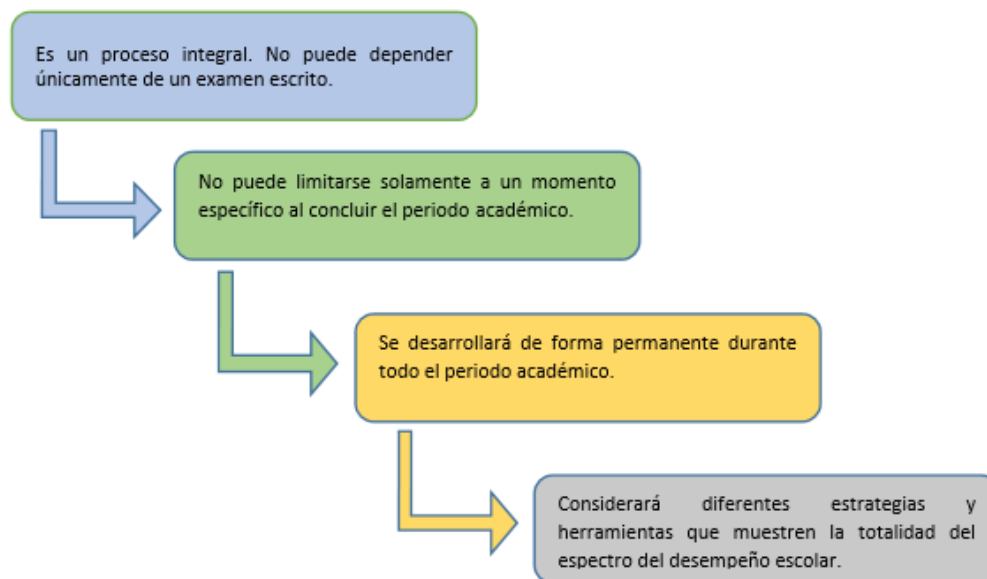 Es un proceso integral. No puede depender
únicamente de un examen escrito.
No puede limitarse solamente a un momento
específico al concluir el periodo académico.
Se desarrollará de forma permanente durante
todo el periodo académico.
Considerará diferentes estrategias y
herramientas que muestren la totalidad del
espectro del desempeño escolar.